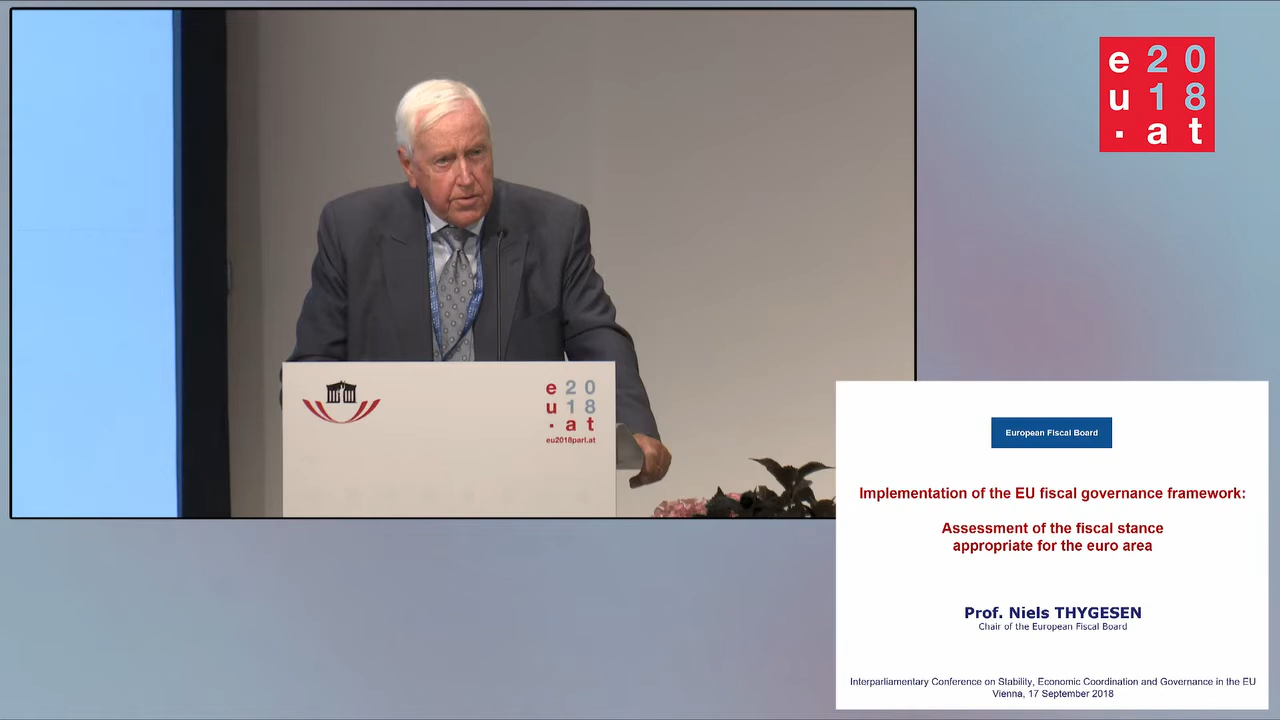 e 2 0
u 1 8
. a t
e 2 0
u 1 8
. a t
eu2018parl.at
European Fiscal Board
Implementation of the EU fiscal governance framework:
Assessment of the fiscal stance
appropriate for the euro area
Prof. Niels THYGESEN
Chair of the European Fiscal Board
Interparliamentary Conference on Stability, Economic Coordination and Governance in the EU
Vienna, 17 September 2018